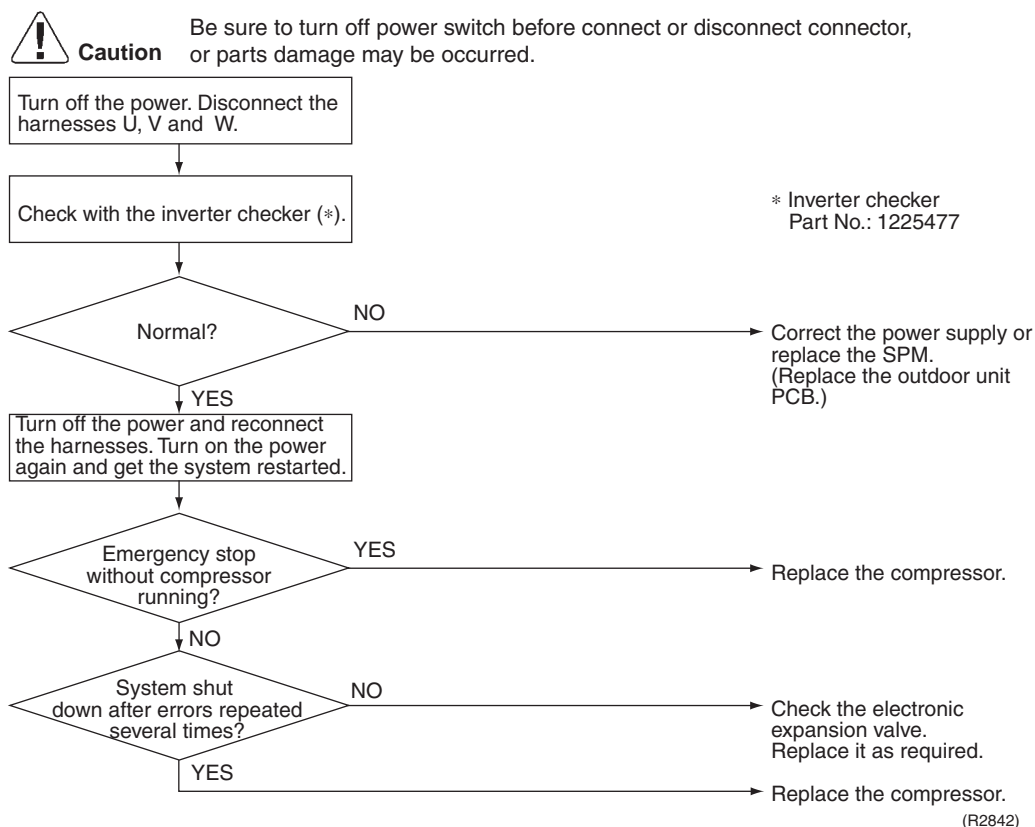 Be sure to turn off power switch before connect or disconnect connector,
Caution or parts damage may be occurred.
Turn off the power. Disconnect the
harnesses U, V and W.
Check with the inverter checker (*).
* Inverter checker
Part No.: 1225477
Normal?
NO
Correct the power supply or
replace the SPM.
(Replace the outdoor unit
PCB.)
YES
Turn off the power and reconnect
the harnesses. Turn on the power
again and get the system restarted.
Emergency stop
without compressor
running?
YES
Replace the compressor.
NO
System shut
down after errors repeated
several times?
NO
Check the electronic
expansion valve.
Replace it as required.
YES
Replace the compressor.
(R2842)